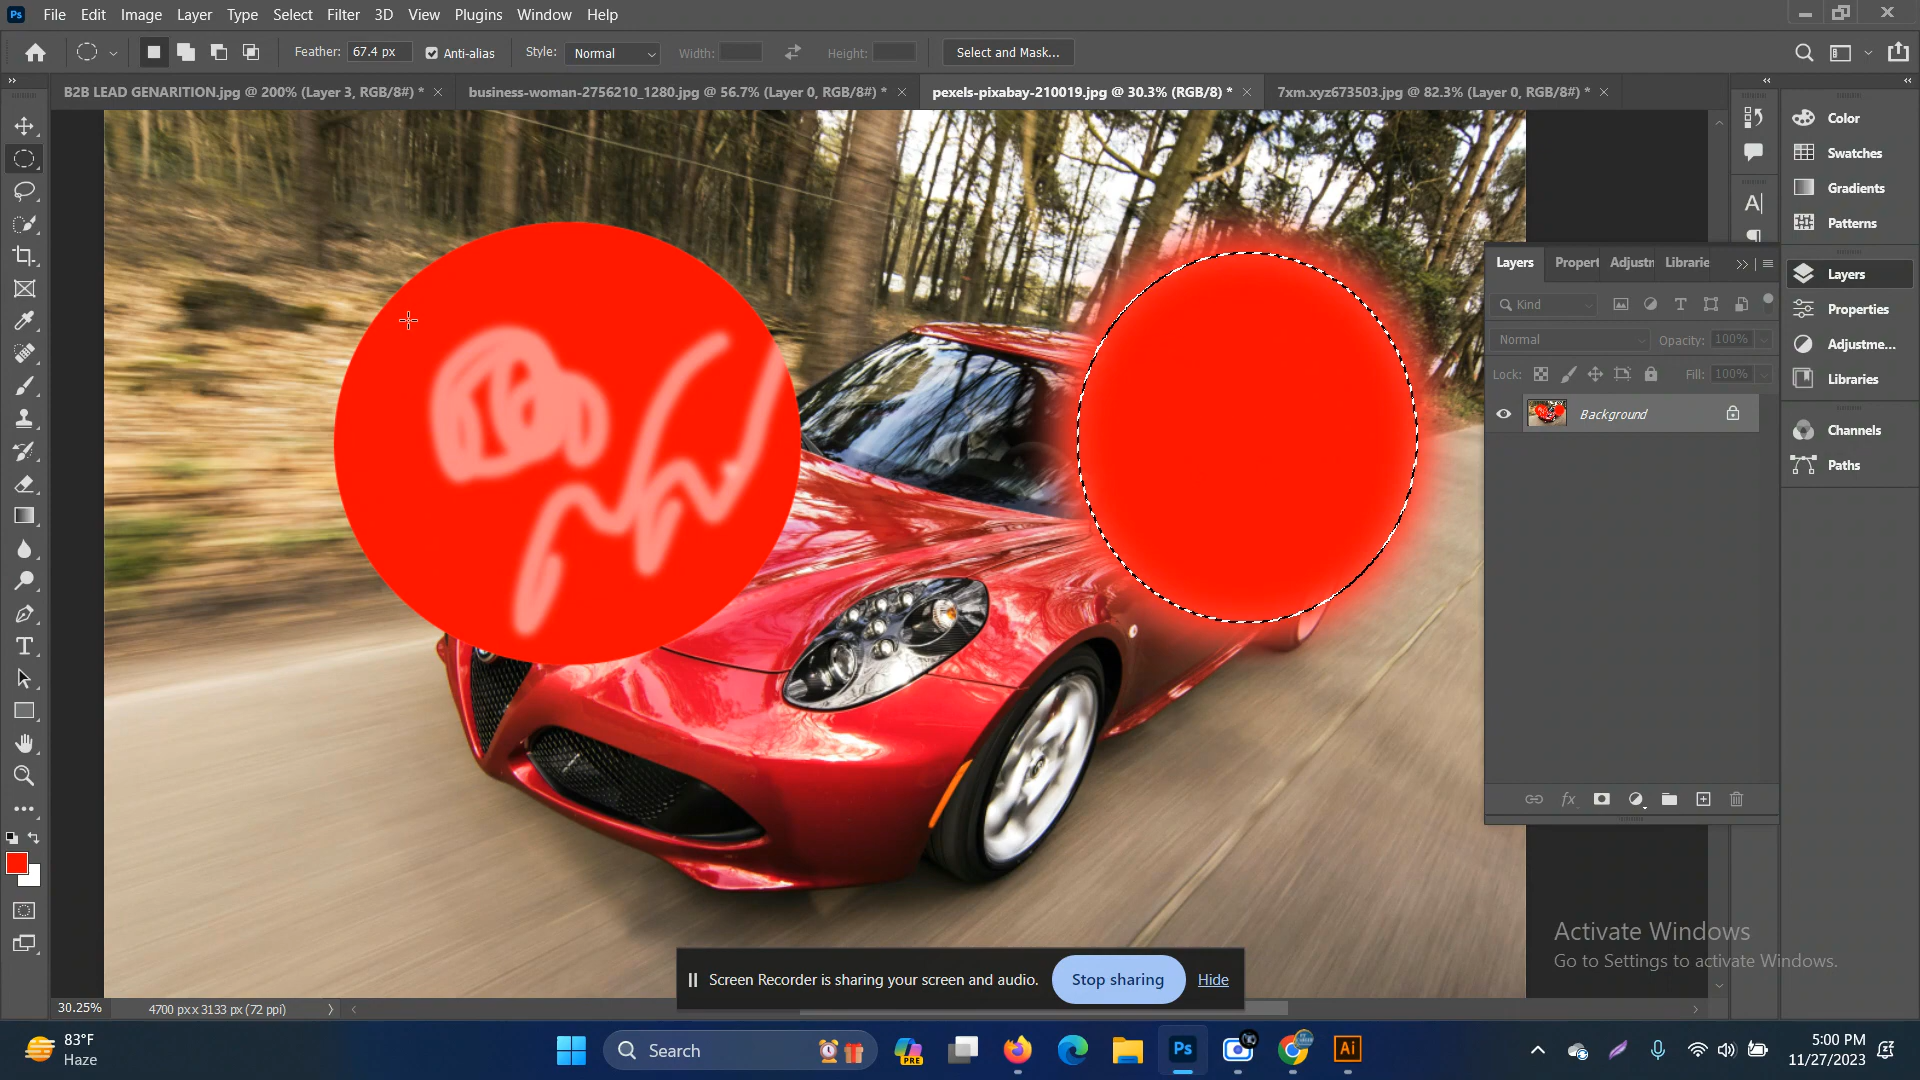 Ps File Edit Image Layer Type Select Filter 3D View Plugins Window Help
Feather: 67.4 px Anti-alias Style: Normal Width: Height: Select and Mask...
B2B LEAD GENARITION.jpg @ 200% (Layer 3, RGB/8#) * business-woman-2756210_1280.jpg @ 56.7% (Layer 0, RGB/8#) * pexels-pixabay-210019.jpg @ 30.3% (RGB/8) * 7xm.xyz673503.jpg @ 82.3% (Layer 0, RGB/8#) *
Color
Swatches
Gradients
Patterns
Layers Propert Adjustn Librarie
Layers
Kind
Properties
Normal Opacity: 100%
Adjustme...
Lock: Fill: 100%
Libraries
Background
Channels
Paths
fx
Activate Windows
Go to Settings to activate Windows.
Screen Recorder is sharing your screen and audio. Stop sharing Hide
30.25% 4700 px x 3133 px (72 ppi)
83°F
Haze
Search
PRE
Ps
Ai
5:00 PM
11/27/2023